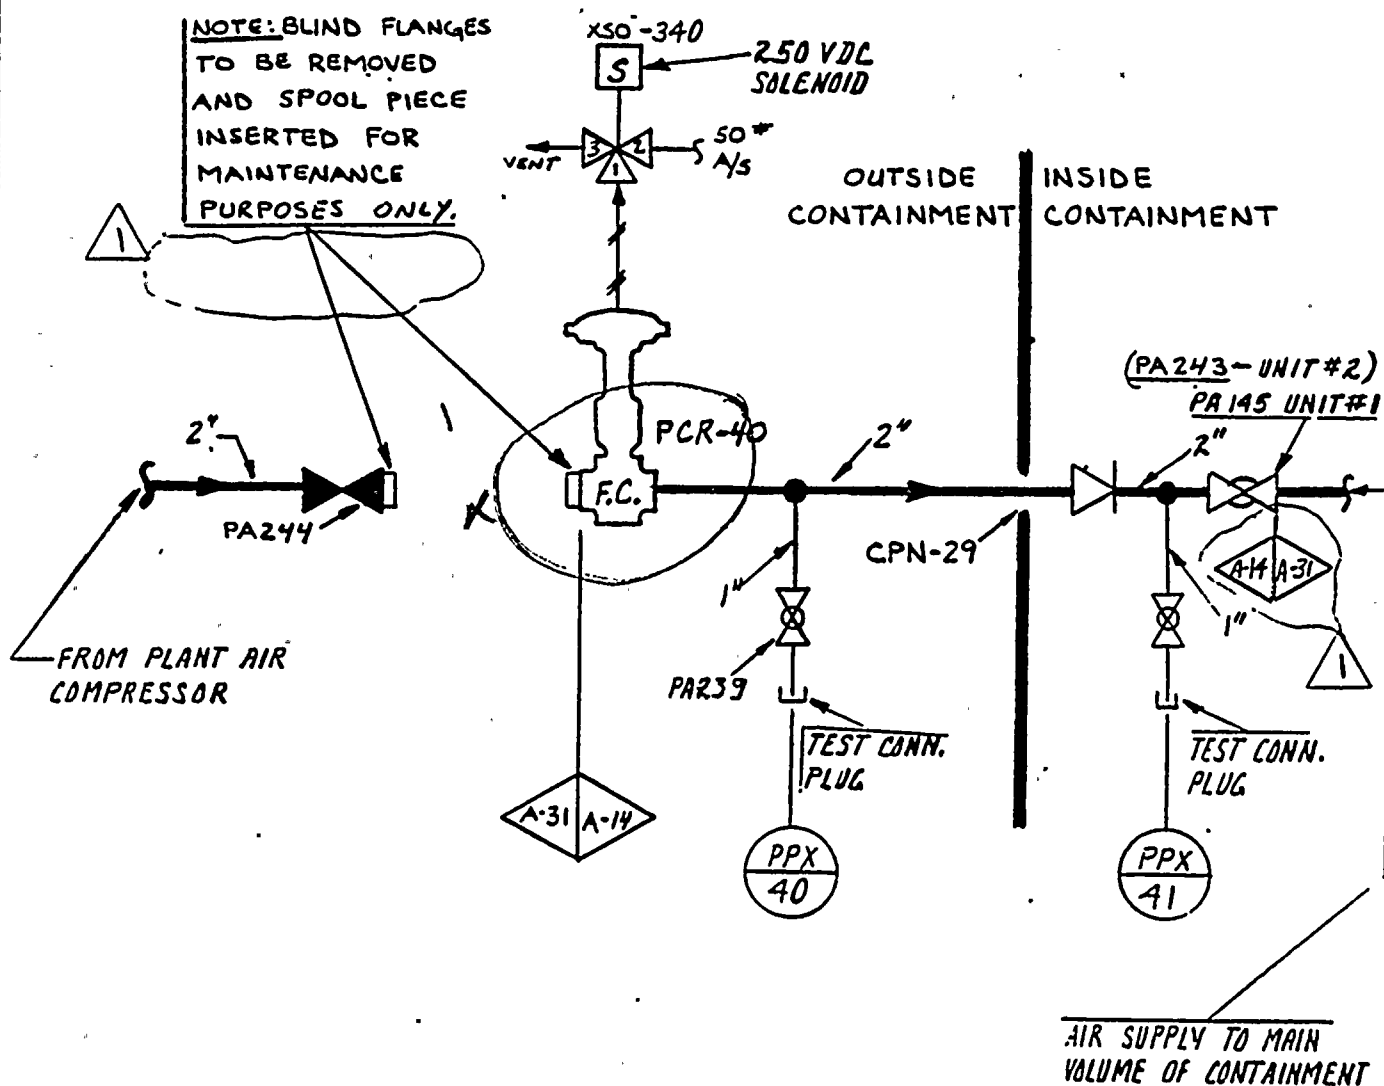 NOTE: BLIND FLANGES
TO BE REMOVED
AND SPOOL PIECE
INSERTED FOR
MAINTENANCE
PURPOSES ONLY.
1
XSO-340
S
250 VDC
SOLENOID
3
2
1
VENT
50#
A/S
OUTSIDE
CONTAINMENT
INSIDE
CONTAINMENT
(PA243-UNIT #2)
PA145 UNIT#1
2"
PA244
F.C.
PCR-40
2"
2"
CPN-29
A-14
A-31
1"
1"
1
FROM PLANT AIR
COMPRESSOR
PA239
TEST CONN.
PLUG
TEST CONN.
PLUG
A-31
A-14
PPX
40
PPX
41
AIR SUPPLY TO MAIN
VOLUME OF CONTAINMENT